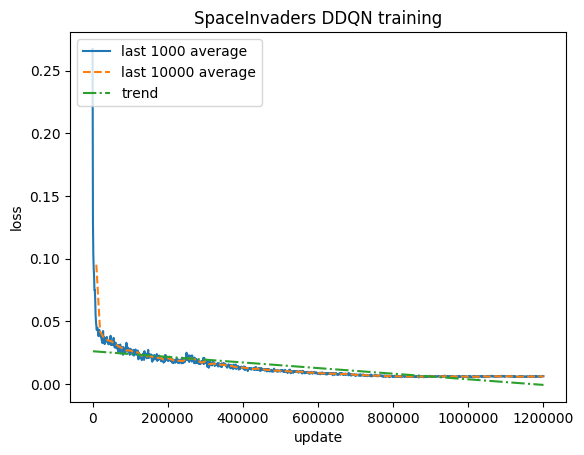 SpaceInvaders DDQN training
last 1000 average
last 10000 average
trend
0.25
0.20
0.15
0.10
0.05
0.00
loss
0 200000 400000 600000 800000 1000000 1200000
update